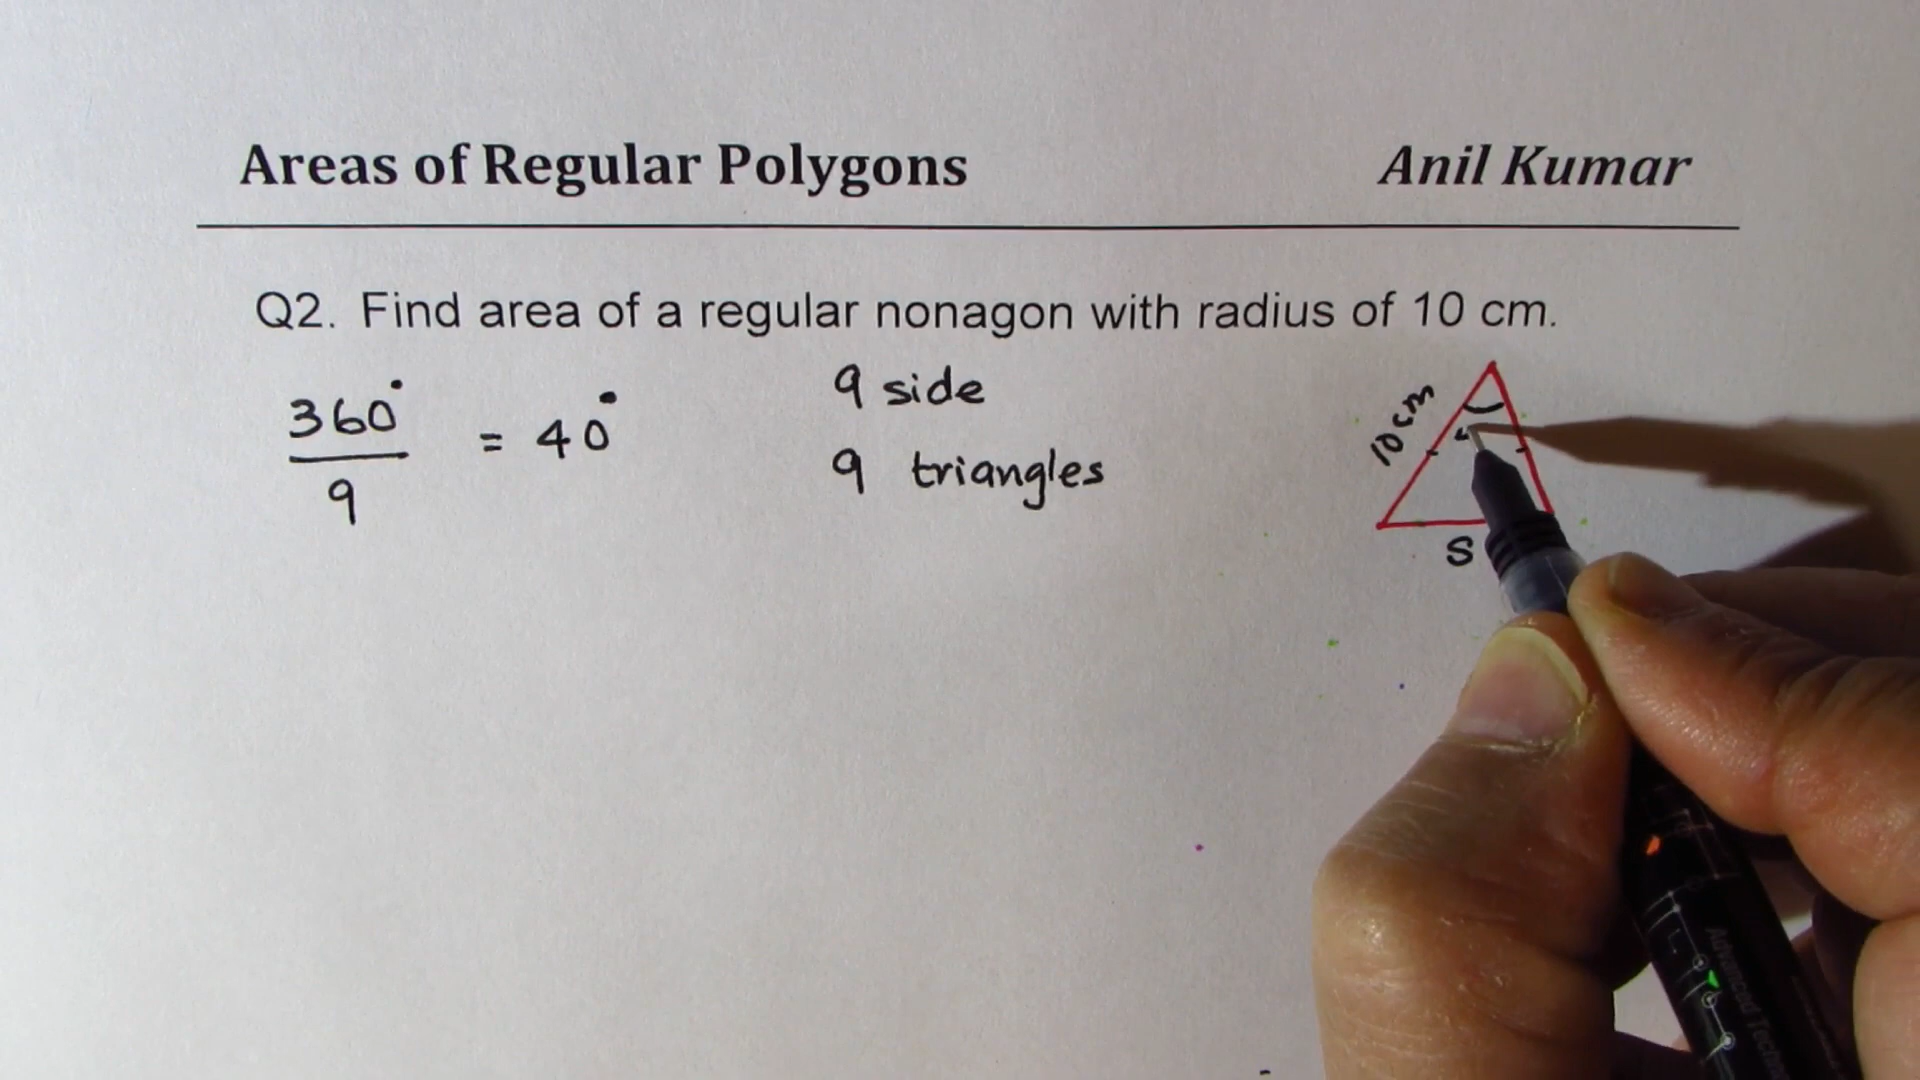 Areas of Regular Polygons Anil Kumar
Q2. Find area of a regular nonagon with radius of 10 cm.
360° / 9 = 40°
9 side
9 triangles
10 cm
S
Advanced